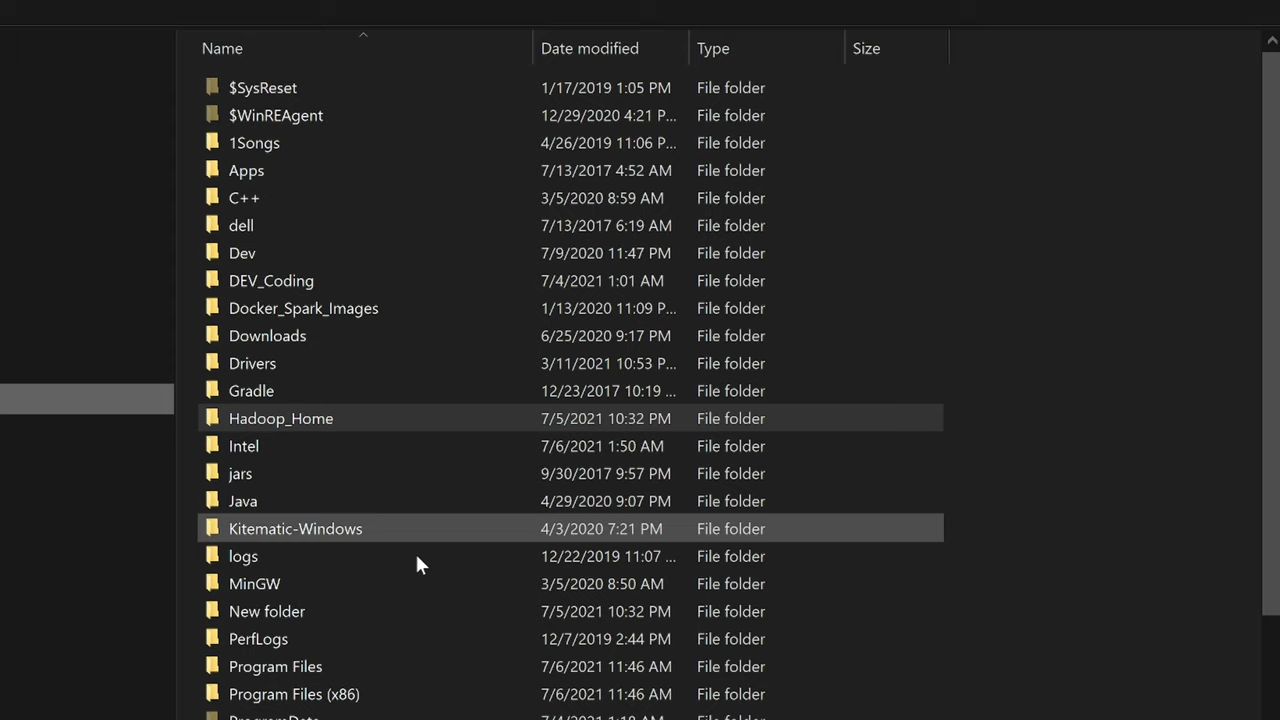 Name Date modified Type Size
$SysReset 1/17/2019 1:05 PM File folder
$WinREAgent 12/29/2020 4:21 P... File folder
1Songs 4/26/2019 11:06 P... File folder
Apps 7/13/2017 4:52 AM File folder
C++ 3/5/2020 8:59 AM File folder
dell 7/13/2017 6:19 AM File folder
Dev 7/9/2020 11:47 PM File folder
DEV_Coding 7/4/2021 1:01 AM File folder
Docker_Spark_Images 1/13/2020 11:09 P... File folder
Downloads 6/25/2020 9:17 PM File folder
Drivers 3/11/2021 10:53 P... File folder
Gradle 12/23/2017 10:19 ... File folder
Hadoop_Home 7/5/2021 10:32 PM File folder
Intel 7/6/2021 1:50 AM File folder
jars 9/30/2017 9:57 PM File folder
Java 4/29/2020 9:07 PM File folder
Kitematic-Windows 4/3/2020 7:21 PM File folder
logs 12/22/2019 11:07 ... File folder
MinGW 3/5/2020 8:50 AM File folder
New folder 7/5/2021 10:32 PM File folder
PerfLogs 12/7/2019 2:44 PM File folder
Program Files 7/6/2021 11:46 AM File folder
Program Files (x86) 7/6/2021 11:46 AM File folder